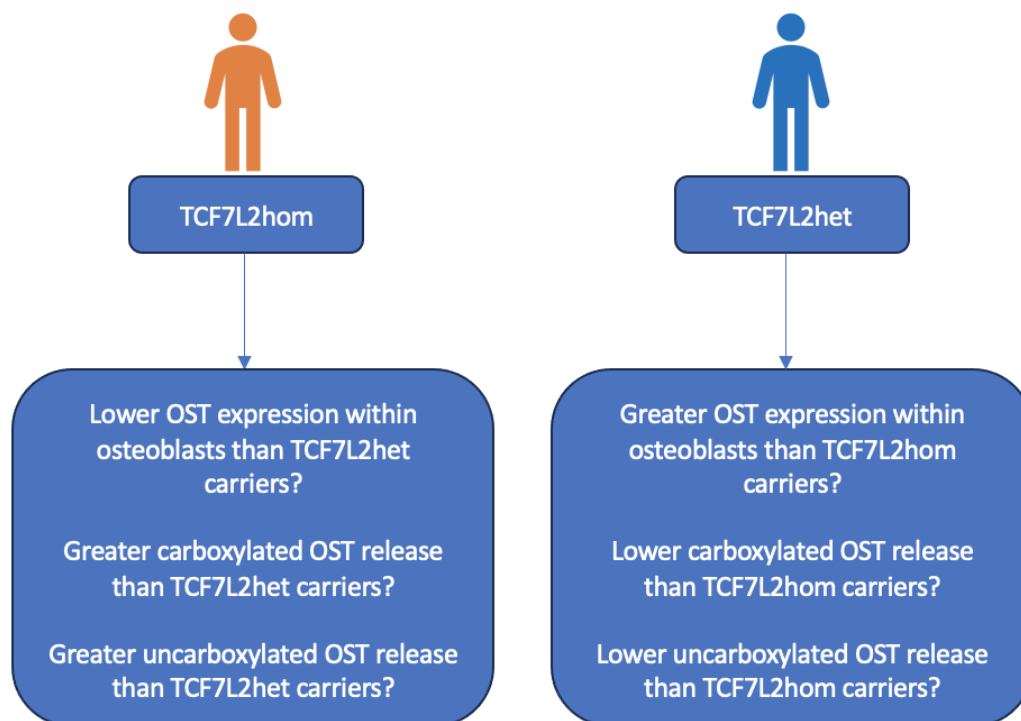 TCF7L2hom
Lower OST expression within
osteoblasts than TCF7L2het
carriers?
Greater carboxylated OST release
than TCF7L2het carriers?
Greater uncarboxylated OST release
than TCF7L2het carriers?
TCF7L2het
Greater OST expression within
osteoblasts than TCF7L2hom
carriers?
Lower carboxylated OST release
than TCF7L2hom carriers?
Lower uncarboxylated OST release
than TCF7L2hom carriers?